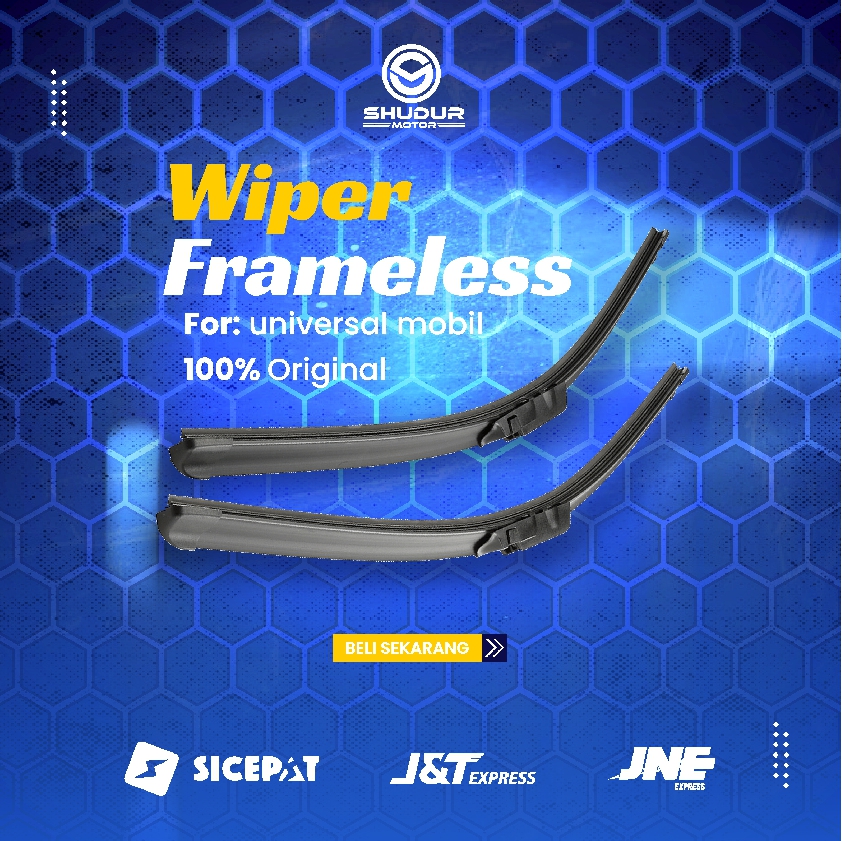 SHUDUR
MOTOR
Wiper
Frameless
For: universal mobil
100% Original
BELI SEKARANG
SICEPAT
J&T EXPRESS
JNE
EXPRESS